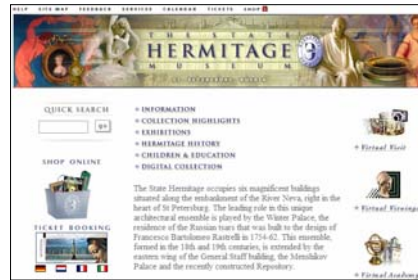 HELP SITE MAP FEEDBACK SERVICES CALENDAR TICKETS SHOP
THE STATE
HERMITAGE
MUSEUM
QUICK SEARCH
go
SHOP ONLINE
TICKET BOOKING
INFORMATION
COLLECTION HIGHLIGHTS
EXHIBITIONS
HERMITAGE HISTORY
CHILDREN & EDUCATION
DIGITAL COLLECTION
The State Hermitage occupies six magnificent buildings
situated along the embankment of the River Neva, right in the
heart of St Petersburg. The leading role in this unique
architectural ensemble is played by the Winter Palace, the
residence of the Russian tsars that was built to the design of
Francesco Bartolomeo Rastrelli in 1754-62. This ensemble,
formed in the 18th and 19th centuries, is extended by the
eastern wing of the General Staff building, the Menshikov
Palace and the recently constructed Repository.
Virtual Visit
Virtual Viewings
Virtual Academy